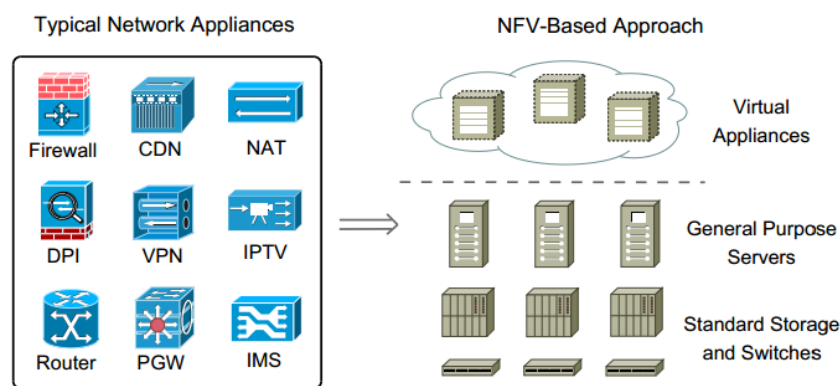 Typical Network Appliances
NFV-Based Approach
Firewall
CDN
NAT
DPI
VPN
IPTV
Router
PGW
IMS
Virtual
Appliances
General Purpose
Servers
Standard Storage
and Switches